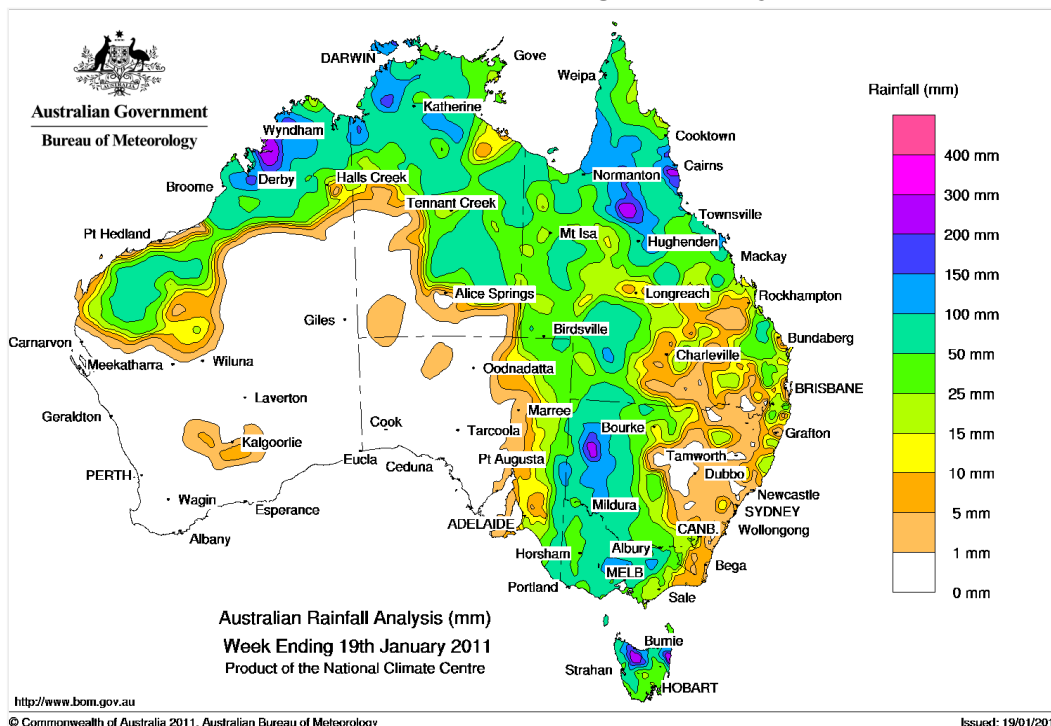 Australian Government
Bureau of Meteorology
DARWIN
Gove
Weipa
Katherine
Wyndham
Cooktown
Cairns
Normanton
Halls Creek
Derby
Broome
Tennant Creek
Townsville
Pt Hedland
Mt Isa
Hughenden
Mackay
Alice Springs
Longreach
Rockhampton
Giles
Birdsville
Bundaberg
Carnarvon
Meekatharra
Wiluna
Oodnadatta
Charleville
BRISBANE
Laverton
Marree
Geraldton
Cook
Tarcoola
Bourke
Grafton
Kalgoorlie
Eucla
Ceduna
Pt Augusta
Tamworth
Dubbo
PERTH
Wagin
Esperance
Newcastle
Mildura
SYDNEY
ADELAIDE
CANB.
Wollongong
Albany
Horsham
Albury
MELB
Bega
Portland
Sale
Burnie
Strahan
HOBART
Rainfall (mm)
400 mm
300 mm
200 mm
150 mm
100 mm
50 mm
25 mm
15 mm
10 mm
5 mm
1 mm
0 mm
Australian Rainfall Analysis (mm)
Week Ending 19th January 2011
Product of the National Climate Centre
http://www.bom.gov.au
© Commonwealth of Australia 2011, Australian Bureau of Meteorology
Issued: 19/01/201